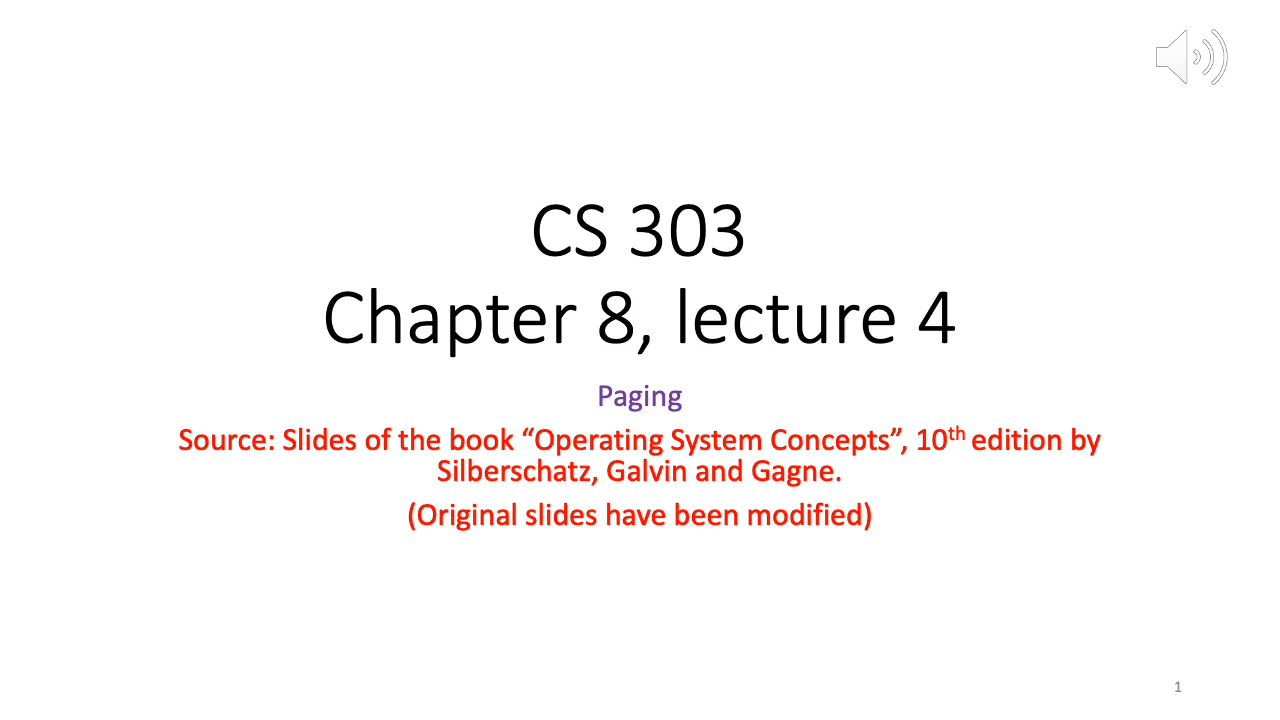 CS 303
Chapter 8, lecture 4
Paging
Source: Slides of the book “Operating System Concepts”, 10th edition by
Silberschatz, Galvin and Gagne.
(Original slides have been modified)
1